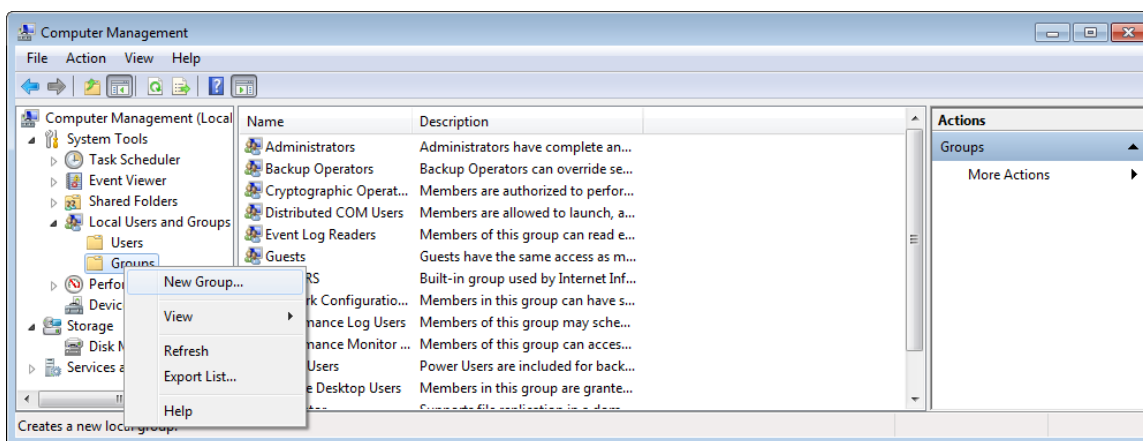 Computer Management
File Action View Help
Computer Management (Local
System Tools
Task Scheduler
Event Viewer
Shared Folders
Local Users and Groups
Users
Groups
Perfo
Devic
Storage
Disk M
Services a
New Group...
View
Refresh
Export List...
Help
Name Description
Administrators Administrators have complete an...
Backup Operators Backup Operators can override se...
Cryptographic Operat... Members are authorized to perfor...
Distributed COM Users Members are allowed to launch, a...
Event Log Readers Members of this group can read e...
Guests Guests have the same access as m...
RS Built-in group used by Internet Inf...
rk Configuratio... Members in this group can have s...
mance Log Users Members of this group may sche...
mance Monitor ... Members of this group can acces...
Users Power Users are included for back...
e Desktop Users Members in this group are grante...
Actions
Groups
More Actions
Creates a new local group.